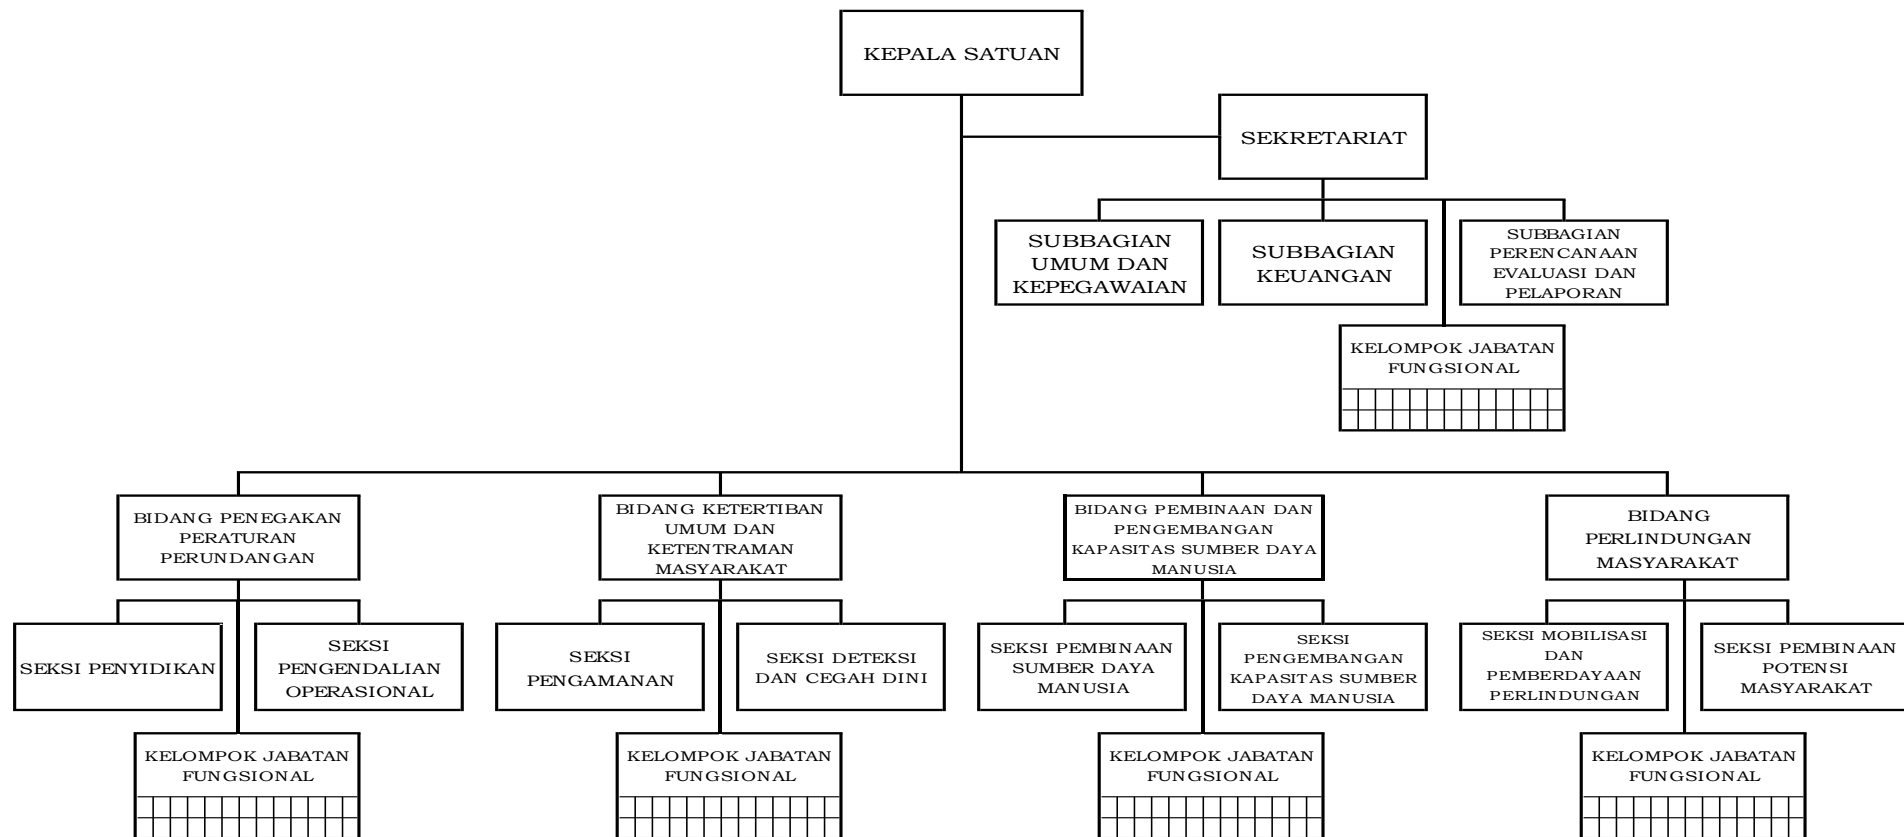 KEPALA SATUAN
SEKRETARIAT
SUBBAGIAN
UMUM DAN
KEPEGAWAIAN
SUBBAGIAN
KEUANGAN
SUBBAGIAN
PERENCANAAN
EVALUASI DAN
PELAPORAN
KELOMPOK JABATAN
FUNGSIONAL
BIDANG PENEGAKAN
PERATURAN
PERUNDANGAN
BIDANG KETERTIBAN
UMUM DAN
KETENTRAMAN
MASYARAKAT
BIDANG PEMBINAAN DAN
PENGEMBANGAN
KAPASITAS SUMBER DAYA
MANUSIA
BIDANG
PERLINDUNGAN
MASYARAKAT
SEKSI PENYIDIKAN
SEKSI
PENGENDALIAN
OPERASIONAL
SEKSI
PENGAMANAN
SEKSI DETEKSI
DAN CEGAH DINI
SEKSI PEMBINAAN
SUMBER DAYA
MANUSIA
SEKSI
PENGEMBANGAN
KAPASITAS SUMBER
DAYA MANUSIA
SEKSI MOBILISASI
DAN
PEMBERDAYAAN
PERLINDUNGAN
SEKSI PEMBINAAN
POTENSI
MASYARAKAT
KELOMPOK JABATAN
FUNGSIONAL
KELOMPOK JABATAN
FUNGSIONAL
KELOMPOK JABATAN
FUNGSIONAL
KELOMPOK JABATAN
FUNGSIONAL